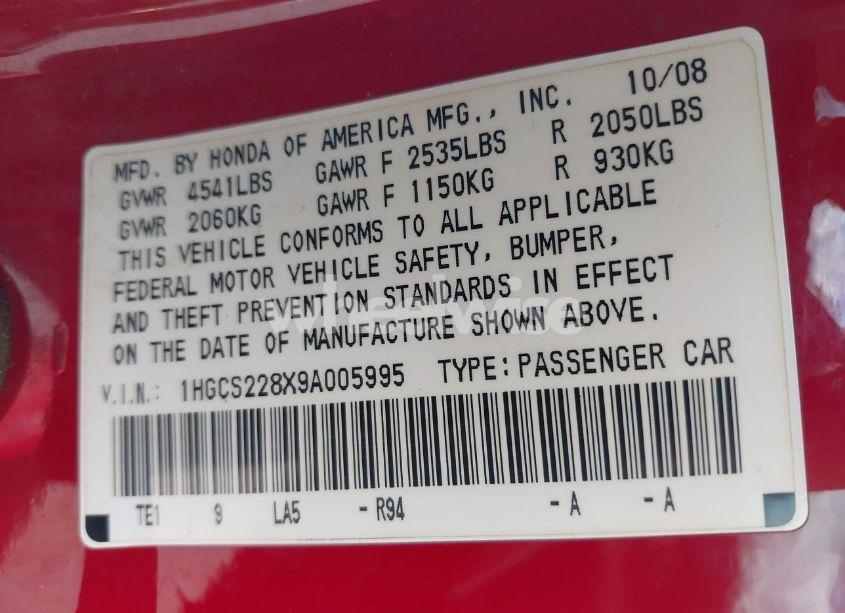 10/08
MFD. BY HONDA OF AMERICA MFG., INC.
GVWR 4541LBS GAWR F 2535LBS R 2050LBS
GVWR 2060KG GAWR F 1150KG R 930KG
THIS VEHICLE CONFORMS TO ALL APPLICABLE
FEDERAL MOTOR VEHICLE SAFETY, BUMPER,
AND THEFT PREVENTION STANDARDS IN EFFECT
ON THE DATE OF MANUFACTURE SHOWN ABOVE.
V.I.N.: 1HGCS228X9A005995 TYPE: PASSENGER CAR
TE1 9 LA5 -R94 -A -A